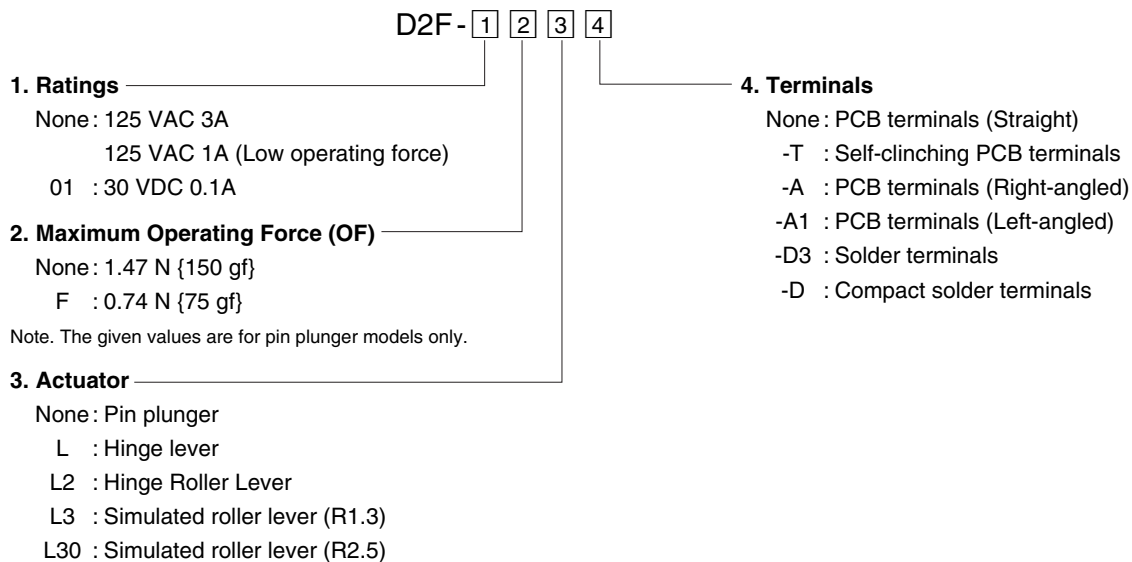 D2F-1 2 3 4
1. Ratings
None: 125 VAC 3A
125 VAC 1A (Low operating force)
01 : 30 VDC 0.1A
2. Maximum Operating Force (OF)
None: 1.47 N {150 gf}
F : 0.74 N {75 gf}
Note. The given values are for pin plunger models only.
3. Actuator
None: Pin plunger
L : Hinge lever
L2 : Hinge Roller Lever
L3 : Simulated roller lever (R1.3)
L30 : Simulated roller lever (R2.5)
4. Terminals
None: PCB terminals (Straight)
-T : Self-clinching PCB terminals
-A : PCB terminals (Right-angled)
-A1 : PCB terminals (Left-angled)
-D3 : Solder terminals
-D : Compact solder terminals